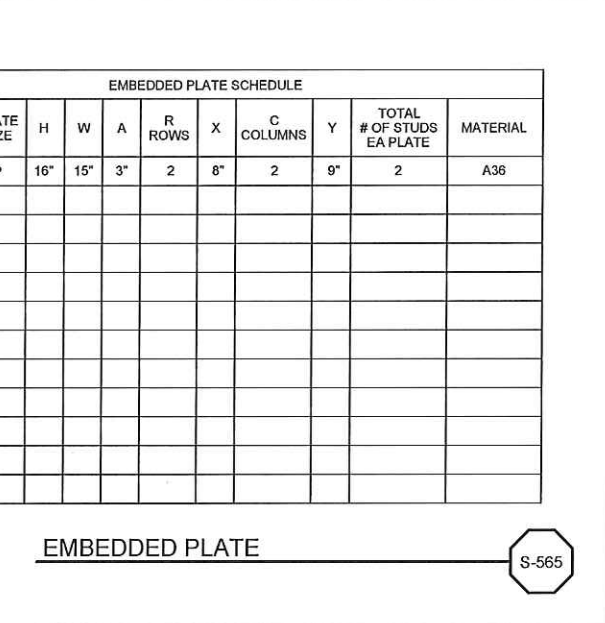 EMBEDDED PLATE SCHEDULE
H W A R ROWS X C COLUMNS Y TOTAL # OF STUDS EA PLATE MATERIAL
16" 15" 3" 2 8" 2 9" 2 A36
EMBEDDED PLATE
S-565